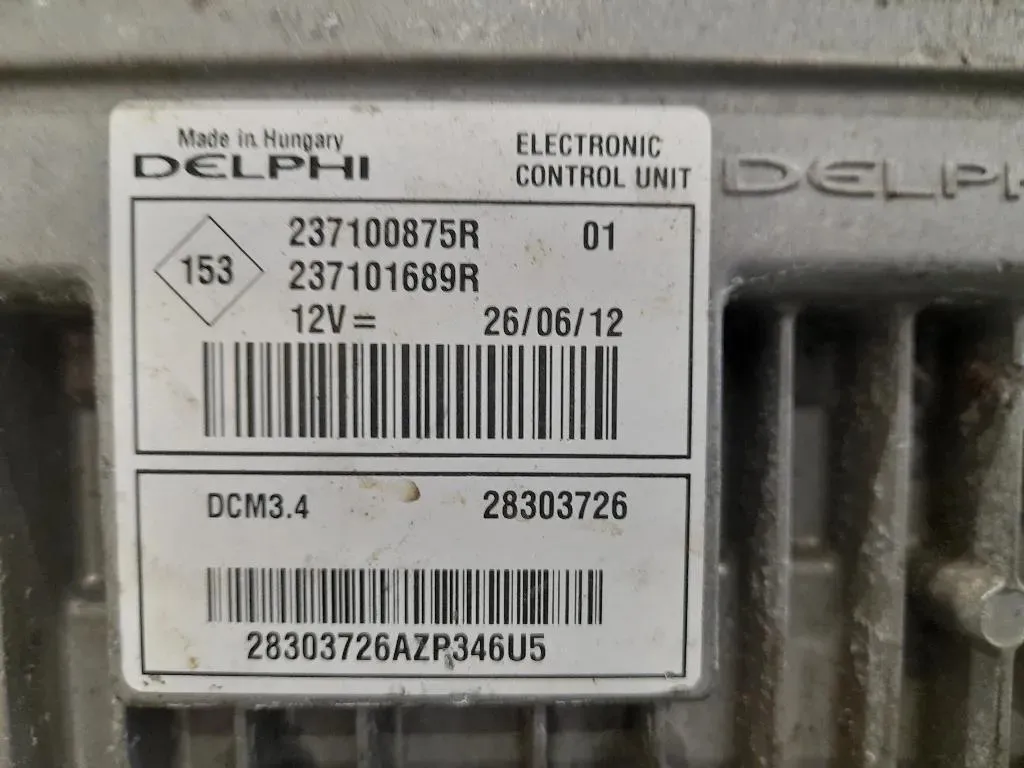 Made in Hungary
DELPHI
ELECTRONIC
CONTROL UNIT
DELPH
153
237100875R 01
237101689R
12V= 26/06/12
DCM3.4 28303726
28303726AZP346U5